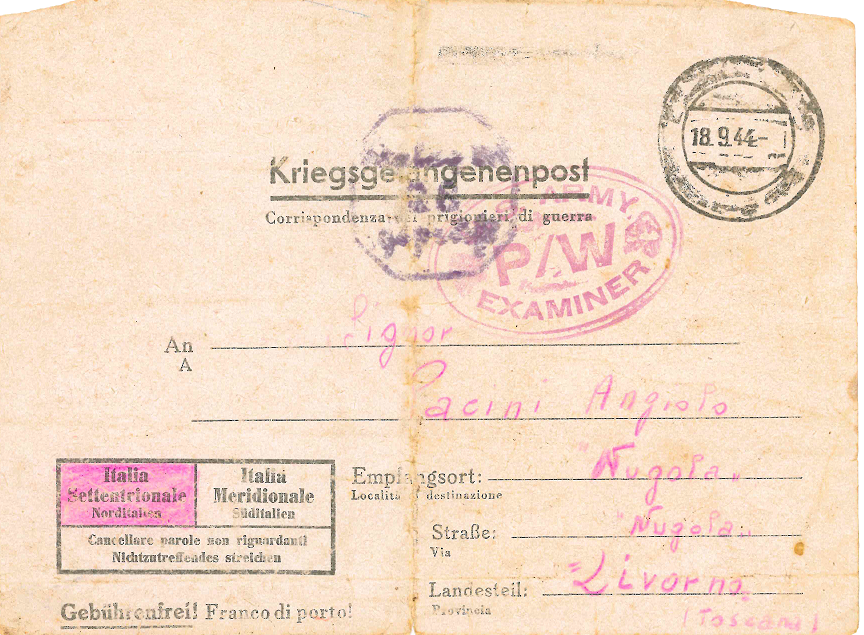 18.9.44-
Kriegsgefangenenpost
Corrispondenza dei prigionieri di guerra
U.S. ARMY
P/W
EXAMINER
An Signor
A
Pacini Angiolo
Italia Settentrionale
Norditalien
Italia Meridionale
Süditalien
Cancellare parole non riguardanti
Nichtzutreffendes streichen
Empfangsort: "Nugola"
Località di destinazione
Straße: "Nugola"
Via
Landesteil: "Livorno"
Provincia
(Toscana)
Gebührenfrei! Franco di porto!